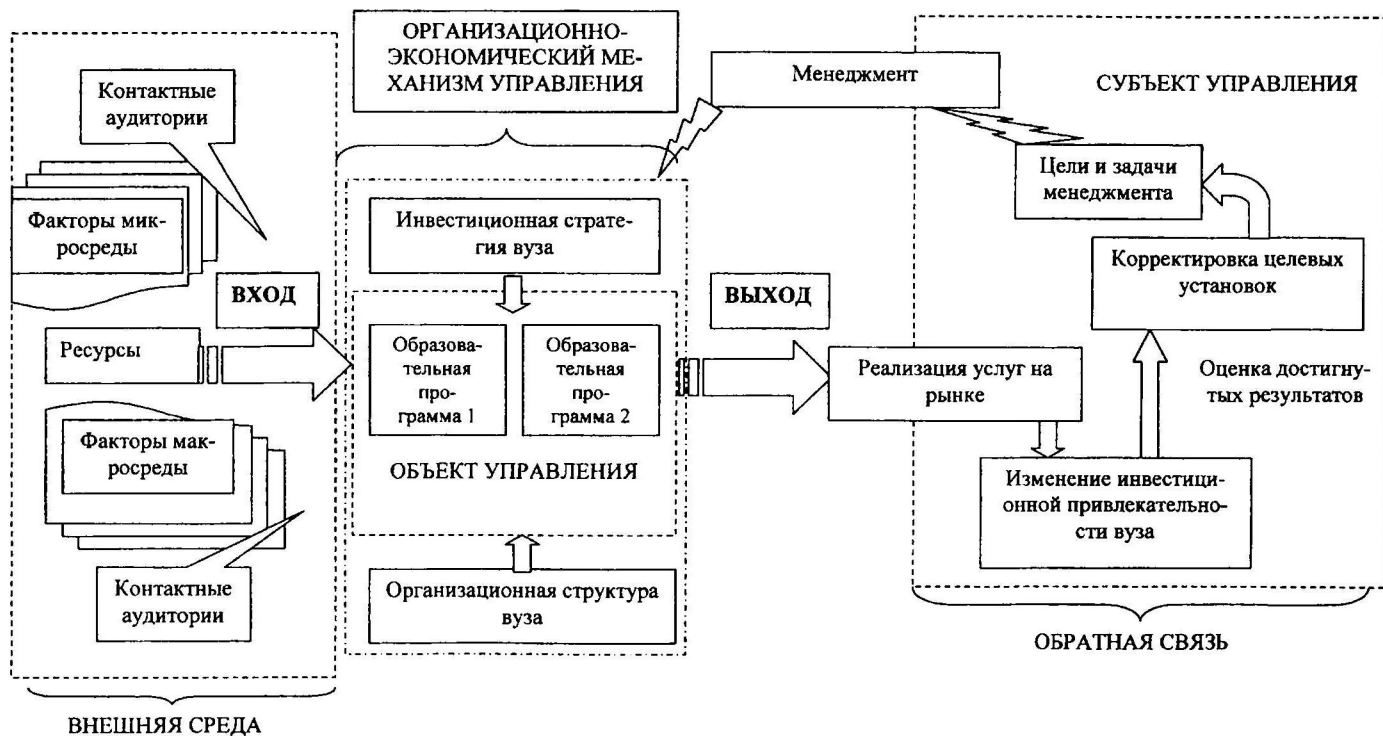 ОРГАНИЗАЦИОННО-
ЭКОНОМИЧЕСКИЙ МЕ-
ХАНИЗМ УПРАВЛЕНИЯ
Менеджмент
СУБЪЕКТ УПРАВЛЕНИЯ
Контактные
аудитории
Цели и задачи
менеджмента
Факторы мик-
росреды
Инвестиционная страте-
гия вуза
Корректировка целевых
установок
ВХОД
ВЫХОД
Ресурсы
Образова-
тельная
про-
грамма 1
Образова-
тельная
про-
грамма 2
Реализация услуг на
рынке
Оценка достигну-
тых результатов
Факторы мак-
росреды
ОБЪЕКТ УПРАВЛЕНИЯ
Изменение инвестици-
онной привлекательно-
сти вуза
Контактные
аудитории
Организационная структура
вуза
ОБРАТНАЯ СВЯЗЬ
ВНЕШНЯЯ СРЕДА